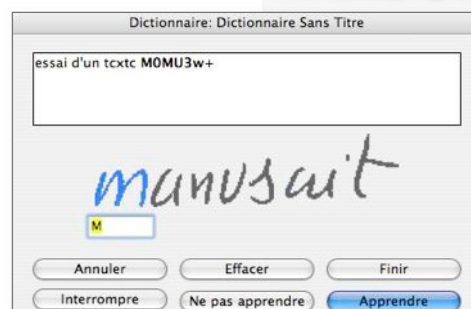 Dictionnaire: Dictionnaire Sans Titre
essai d'un tcxtc M0MU3w+
manuscrit
M
Annuler Effacer Finir
Interrompre Ne pas apprendre Apprendre